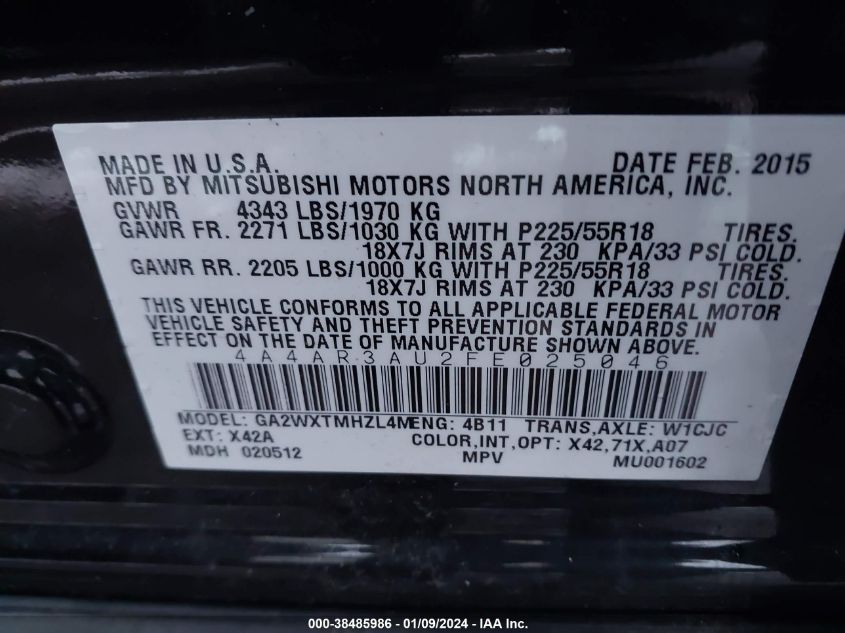 MADE IN U.S.A. DATE FEB. 2015
MFD BY MITSUBISHI MOTORS NORTH AMERICA, INC.
GVWR 4343 LBS/1970 KG
GAWR FR. 2271 LBS/1030 KG WITH P225/55R18 TIRES.
18X7J RIMS AT 230 KPA/33 PSI COLD.
GAWR RR. 2205 LBS/1000 KG WITH P225/55R18 TIRES.
18X7J RIMS AT 230 KPA/33 PSI COLD.
THIS VEHICLE CONFORMS TO ALL APPLICABLE FEDERAL MOTOR
VEHICLE SAFETY AND THEFT PREVENTION STANDARDS IN
EFFECT ON THE DATE OF MANUFACTURE SHOWN ABOVE.
4A4AR3AU2FE025046
MODEL: GA2WXTMHZL4M ENG: 4B11 TRANS,AXLE: W1CJC
EXT: X42A COLOR,INT,OPT: X42,71X,A07
MDH 020512 MPV MU001602
000-38485986 - 01/09/2024 - IAA Inc.